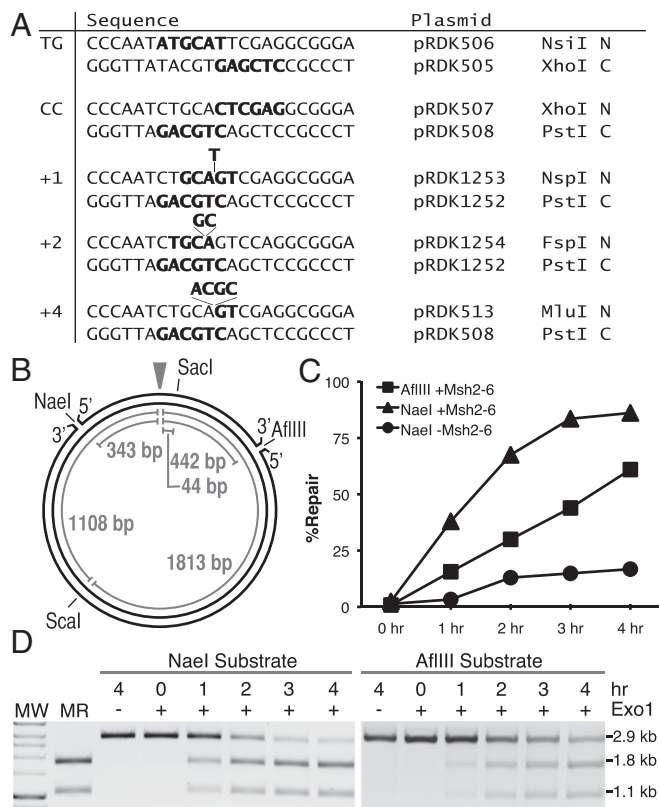 A
Sequence Plasmid
TG CCCAATATGCATTCGAGGCGGGA pRDK506 NsiI N
GGGTTATACGTGAGCTCCGCCCT pRDK505 XhoI C
CC CCCAATCTGCACTCGAGGCGGGA pRDK507 XhoI N
GGGTTAGACGTCAGCTCCGCCCT pRDK508 PstI C
T
+1 CCCAATCTGCAGTCGAGGCGGGA pRDK1253 NspI N
GGGTTAGACGTCAGCTCCGCCCT pRDK1252 PstI C
GC
+2 CCCAATCTGCAGTCCAGGCGGGA pRDK1254 FspI N
GGGTTAGACGTCAGCTCCGCCCT pRDK1252 PstI C
ACGC
+4 CCCAATCTGCAGTCGAGGCGGGA pRDK513 MluI N
GGGTTAGACGTCAGCTCCGCCCT pRDK508 PstI C
B
SacI
NaeI 5'
3'
3' AflIII
5'
343 bp
442 bp
44 bp
1108 bp
1813 bp
ScaI
C
100
75
50
25
0
%Repair
AflIII +Msh2-6
NaeI +Msh2-6
NaeI -Msh2-6
0 hr 1 hr 2 hr 3 hr 4 hr
D
NaeI Substrate AflIII Substrate
4 0 1 2 3 4 4 0 1 2 3 4 hr
MW MR - + + + + + - + + + + + Exo1
2.9 kb
1.8 kb
1.1 kb